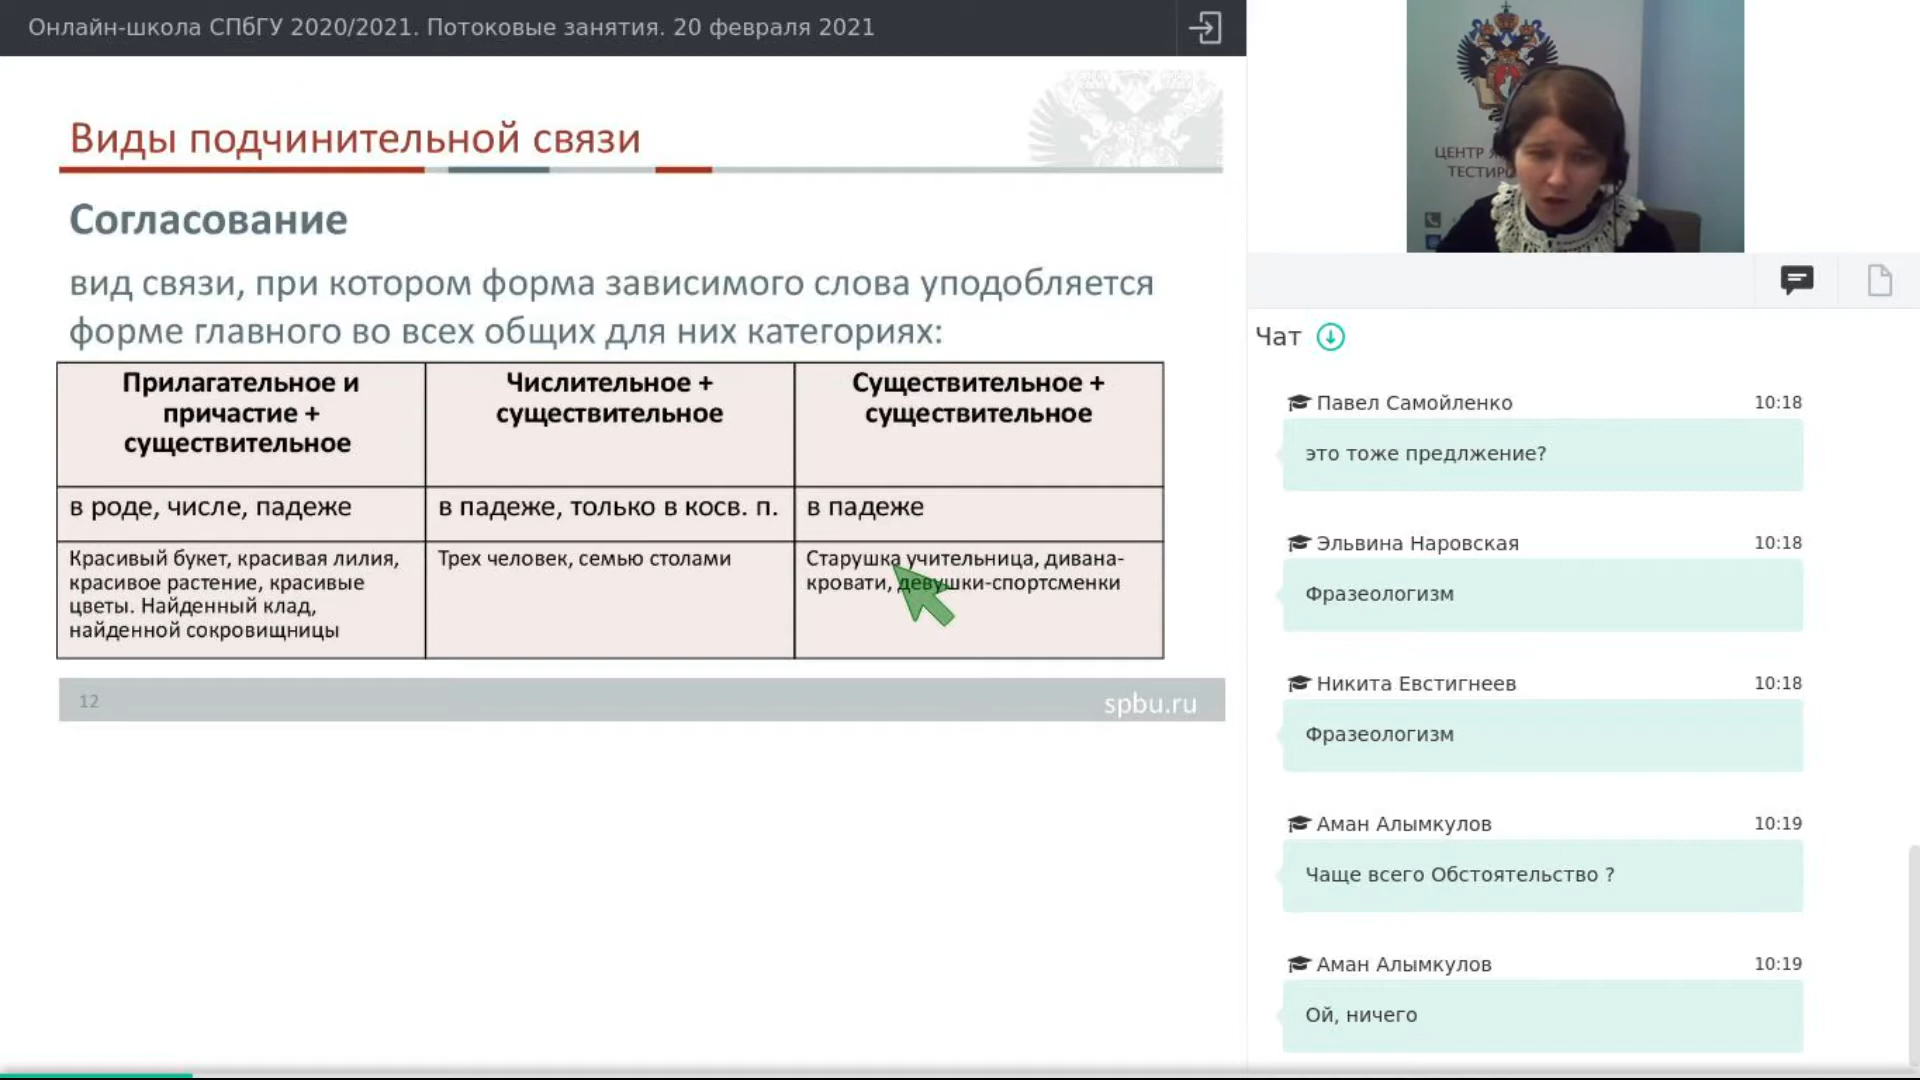 Онлайн-школа СПбГУ 2020/2021. Потоковые занятия. 20 февраля 2021
Виды подчинительной связи
Согласование
вид связи, при котором форма зависимого слова уподобляется
форме главного во всех общих для них категориях:
Прилагательное и
причастие +
существительное
Числительное +
существительное
Существительное +
существительное
в роде, числе, падеже
в падеже, только в косв. п.
в падеже
Красивый букет, красивая лилия,
красивое растение, красивые
цветы. Найденный клад,
найденной сокровищницы
Трех человек, семью столами
Старушка учительница, дивана-
кровати, девушки-спортсменки
12
spbu.ru
ЦЕНТР
Чат
Павел Самойленко 10:18
это тоже предлжение?
Эльвина Наровская 10:18
Фразеологизм
Никита Евстигнеев 10:18
Фразеологизм
Аман Алымкулов 10:19
Чаще всего Обстоятельство ?
Аман Алымкулов 10:19
Ой, ничего